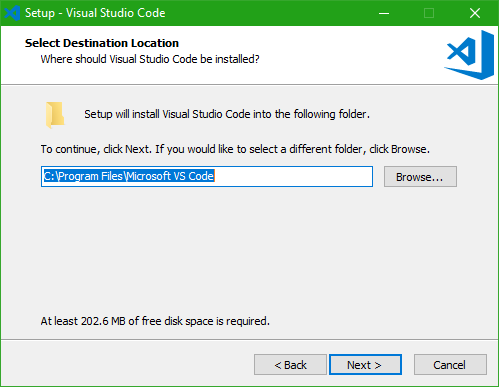 Setup - Visual Studio Code
Select Destination Location
Where should Visual Studio Code be installed?
Setup will install Visual Studio Code into the following folder.
To continue, click Next. If you would like to select a different folder, click Browse.
C:\Program Files\Microsoft VS Code
Browse...
At least 202.6 MB of free disk space is required.
< Back
Next >
Cancel